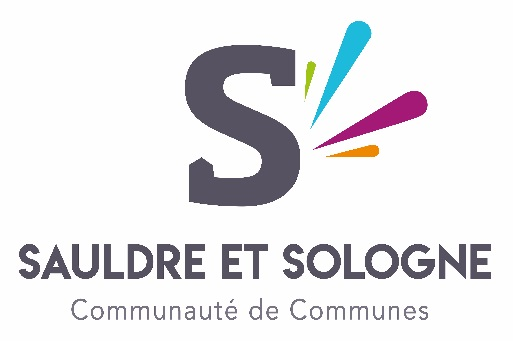 S
SAULDRE ET SOLOGNE
Communauté de Communes